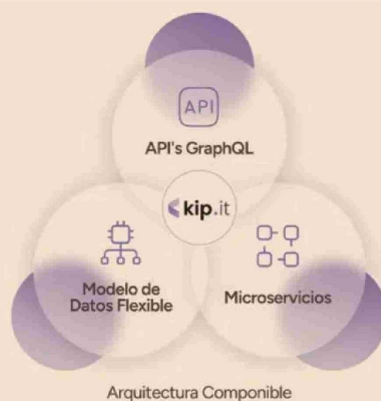 API
API's GraphQL
kip.it
Modelo de
Datos Flexible
Microservicios
Arquitectura Componible